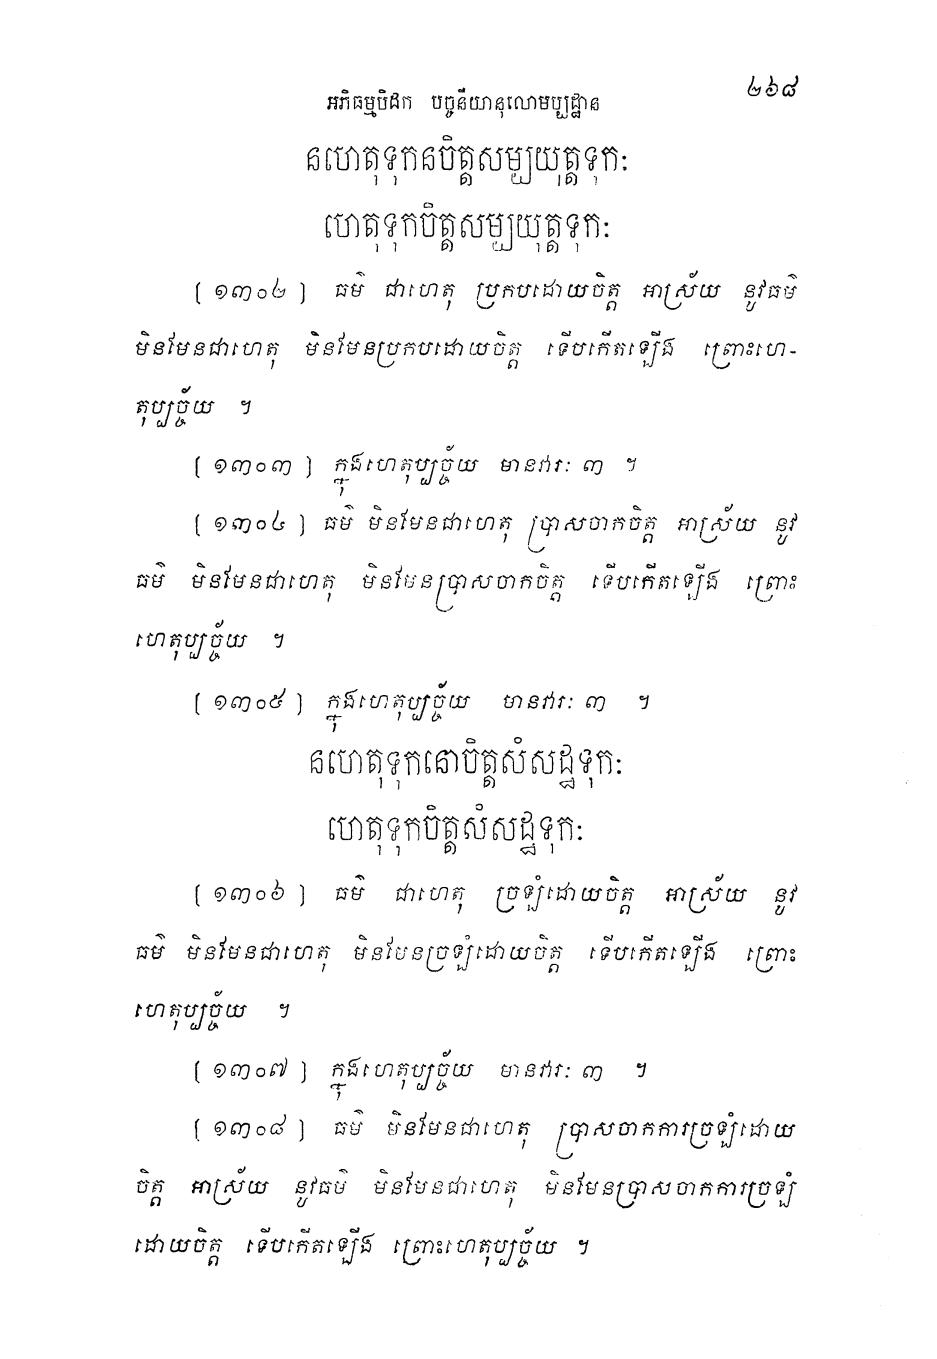 ២៦៨
អភិធម្មបិដក បច្ចនីយានុលោមប្បដ្ឋាន
នហេតុទុកនចិត្តសម្បយុត្តទុកៈ
ហេតុទុកចិត្តសម្បយុត្តទុកៈ
[ ១៣០២ ] ធម៌ ជាហេតុ ប្រកបដោយចិត្ត អាស្រ័យ នូវធម៌
មិនមែនជាហេតុ មិនមែនប្រកបដោយចិត្ត ទើបកើតឡើង ព្រោះហេ-
តុប្បច្ច័យ ។
[ ១៣០៣ ] ក្នុងហេតុប្បច្ច័យ មានវារៈ ៣ ។
[ ១៣០៤ ] ធម៌ មិនមែនជាហេតុ ប្រាសចាកចិត្ត អាស្រ័យ នូវ
ធម៌ មិនមែនជាហេតុ មិនមែនប្រាសចាកចិត្ត ទើបកើតឡើង ព្រោះ
ហេតុប្បច្ច័យ ។
[ ១៣០៥ ] ក្នុងហេតុប្បច្ច័យ មានវារៈ ៣ ។
នហេតុទុកនោចិត្តសំសដ្ឋទុកៈ
ហេតុទុកចិត្តសំសដ្ឋទុកៈ
[ ១៣០៦ ] ធម៌ ជាហេតុ ច្រឡំដោយចិត្ត អាស្រ័យ នូវ
ធម៌ មិនមែនជាហេតុ មិនមែនច្រឡំដោយចិត្ត ទើបកើតឡើង ព្រោះ
ហេតុប្បច្ច័យ ។
[ ១៣០៧ ] ក្នុងហេតុប្បច្ច័យ មានវារៈ ៣ ។
[ ១៣០៨ ] ធម៌ មិនមែនជាហេតុ ប្រាសចាកការច្រឡំដោយ
ចិត្ត អាស្រ័យ នូវធម៌ មិនមែនជាហេតុ មិនមែនប្រាសចាកការច្រឡំ
ដោយចិត្ត ទើបកើតឡើង ព្រោះហេតុប្បច្ច័យ ។